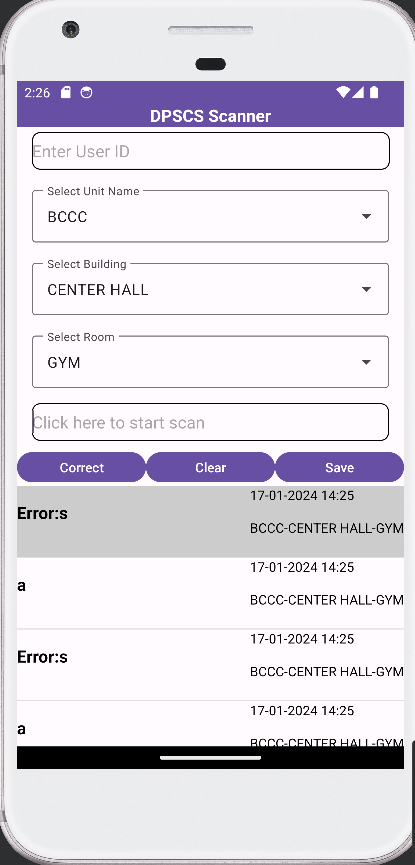 2:26
DPSCS Scanner
Enter User ID
Select Unit Name
BCCC
Select Building
CENTER HALL
Select Room
GYM
Click here to start scan
Correct Clear Save
17-01-2024 14:25
Error:s
BCCC-CENTER HALL-GYM
17-01-2024 14:25
a
BCCC-CENTER HALL-GYM
17-01-2024 14:25
Error:s
BCCC-CENTER HALL-GYM
17-01-2024 14:25
a
BCCC-CENTER HALL-GYM